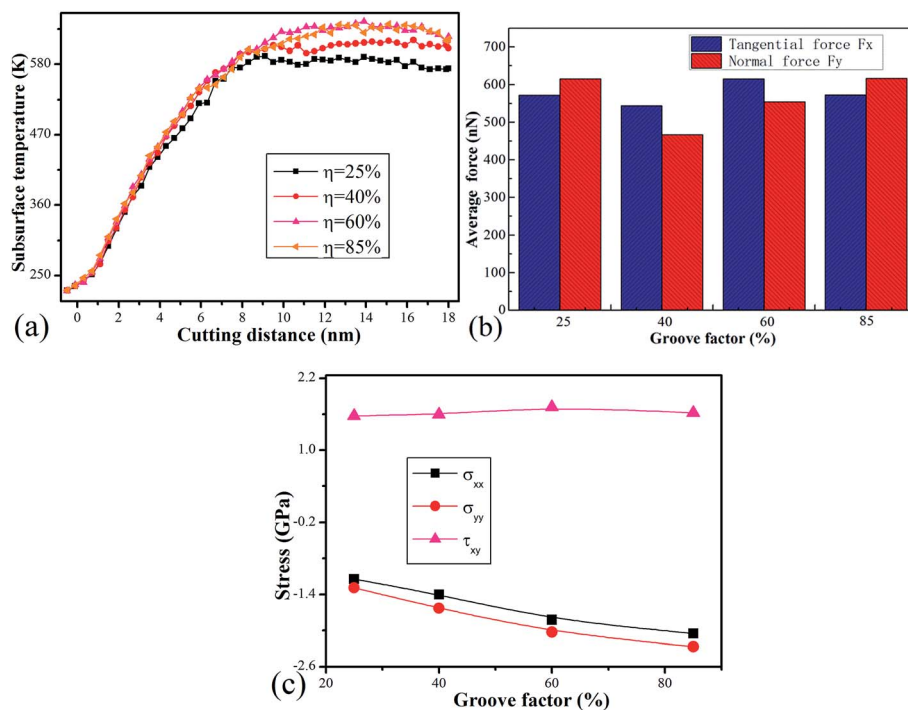 Subsurface temperature (K)
580
470
360
250
η=25%
η=40%
η=60%
η=85%
0 2 4 6 8 10 12 14 16 18
Cutting distance (nm)
(a)
Average force (nN)
700
600
500
400
300
200
100
0
Tangential force Fx
Normal force Fy
25 40 60 85
Groove factor (%)
(b)
Stress (GPa)
2.2
1.0
-0.2
-1.4
-2.6
σxx
σyy
τxy
20 40 60 80
Groove factor (%)
(c)